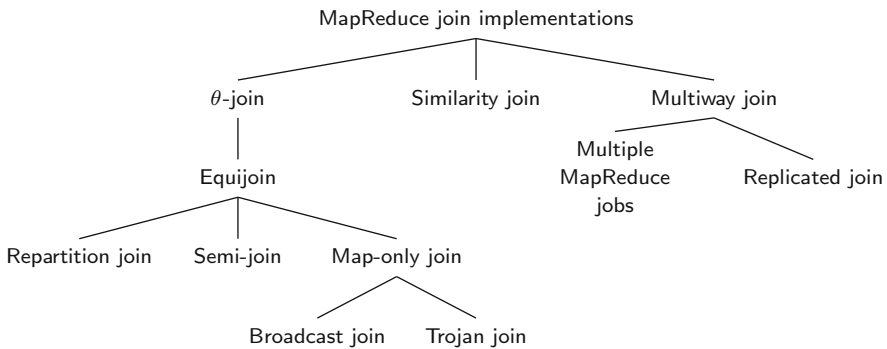 MapReduce join implementations
θ-join
Similarity join
Multiway join
Multiple
MapReduce
jobs
Replicated join
Equijoin
Repartition join
Semi-join
Map-only join
Broadcast join
Trojan join